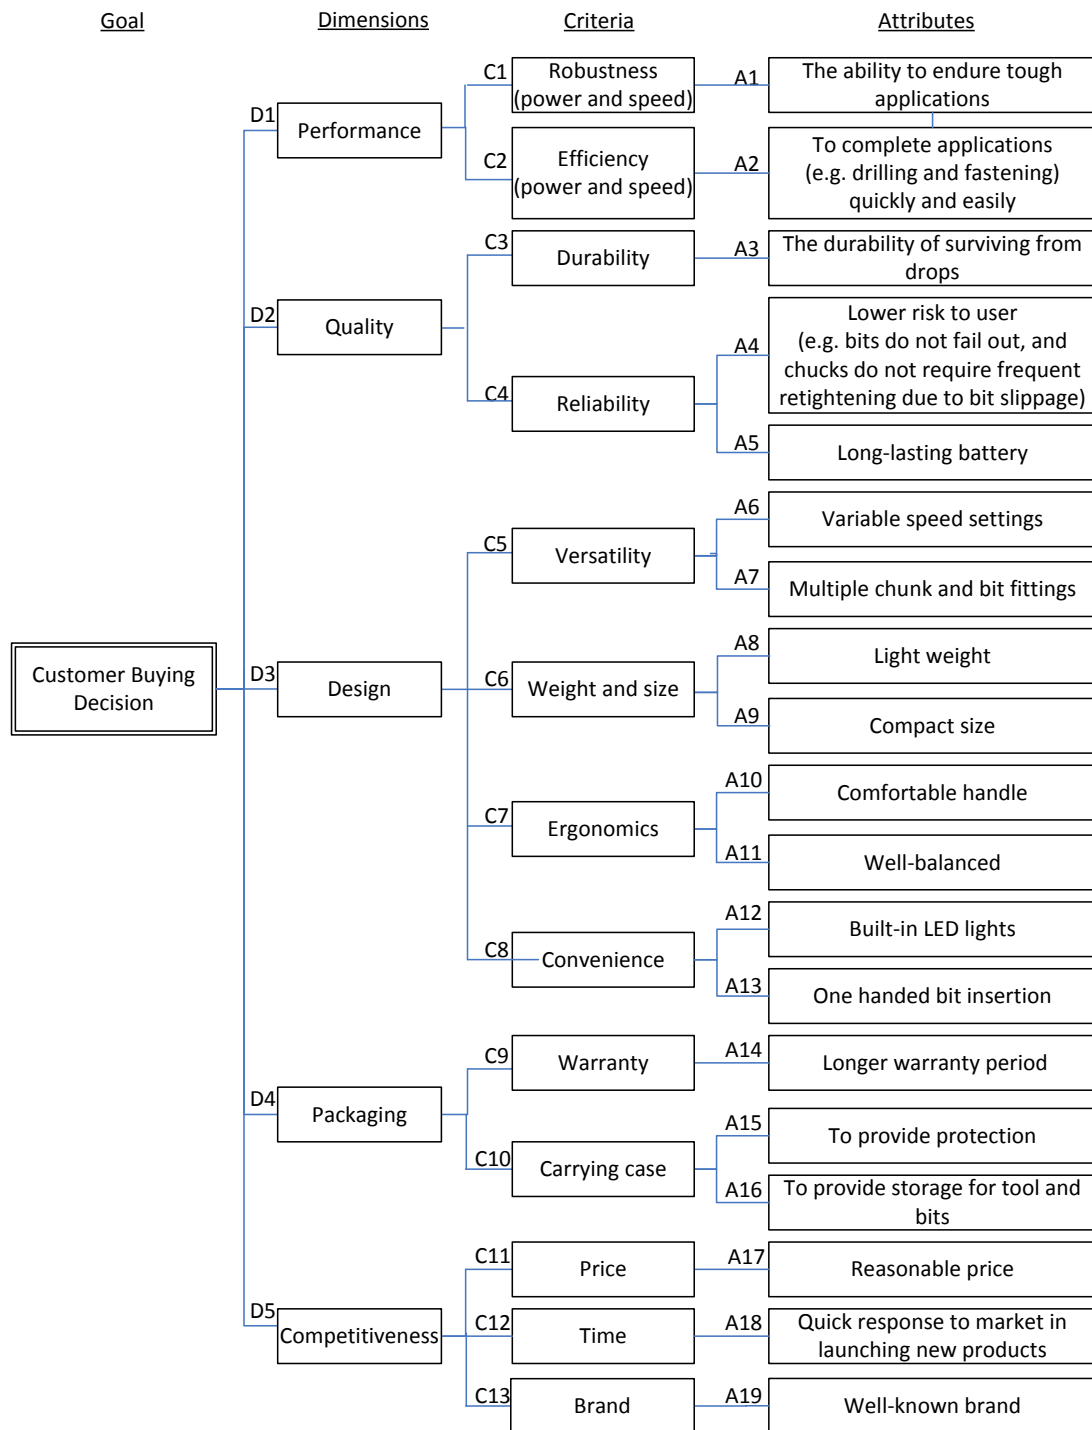 Goal
Dimensions
Criteria
Attributes
C1
Robustness
(power and speed)
A1
The ability to endure tough
applications
D1
Performance
C2
Efficiency
(power and speed)
A2
To complete applications
(e.g. drilling and fastening)
quickly and easily
C3
Durability
A3
The durability of surviving from
drops
D2
Quality
C4
Reliability
A4
Lower risk to user
(e.g. bits do not fail out, and
chucks do not require frequent
retightening due to bit slippage)
A5
Long-lasting battery
C5
Versatility
A6
Variable speed settings
A7
Multiple chunk and bit fittings
Customer Buying
Decision
D3
Design
C6
Weight and size
A8
Light weight
A9
Compact size
C7
Ergonomics
A10
Comfortable handle
A11
Well-balanced
C8
Convenience
A12
Built-in LED lights
A13
One handed bit insertion
C9
Warranty
A14
Longer warranty period
D4
Packaging
C10
Carrying case
A15
To provide protection
A16
To provide storage for tool and
bits
C11
Price
A17
Reasonable price
D5
Competitiveness
C12
Time
A18
Quick response to market in
launching new products
C13
Brand
A19
Well-known brand